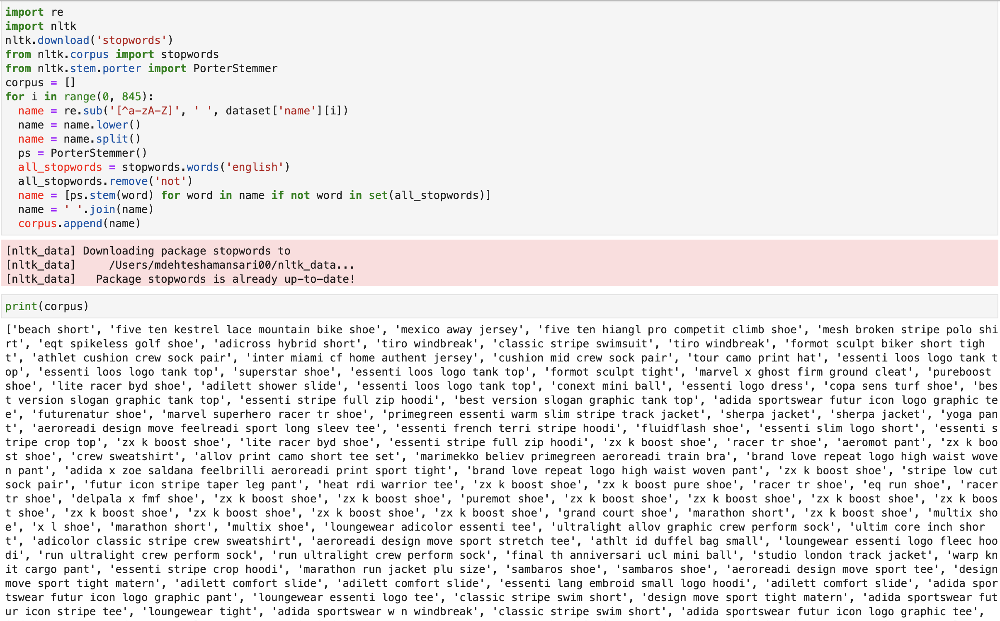 import re
import nltk
nltk.download('stopwords')
from nltk.corpus import stopwords
from nltk.stem.porter import PorterStemmer
corpus = []
for i in range(0, 845):
  name = re.sub('[^a-zA-Z]', ' ', dataset['name'][i])
  name = name.lower()
  name = name.split()
  ps = PorterStemmer()
  all_stopwords = stopwords.words('english')
  all_stopwords.remove('not')
  name = [ps.stem(word) for word in name if not word in set(all_stopwords)]
  name = ' '.join(name)
  corpus.append(name)
[nltk_data] Downloading package stopwords to
[nltk_data]     /Users/mdehteshamansari00/nltk_data...
[nltk_data]   Package stopwords is already up-to-date!
print(corpus)
['beach short', 'five ten kestrel lace mountain bike shoe', 'mexico away jersey', 'five ten hiangl pro competit climb shoe', 'mesh broken stripe polo shi
rt', 'eqt spikeless golf shoe', 'adicross hybrid short', 'tiro windbreak', 'classic stripe swimsuit', 'tiro windbreak', 'formot sculpt biker short tigh
t', 'athlet cushion crew sock pair', 'inter miami cf home authent jersey', 'cushion mid crew sock pair', 'tour camo print hat', 'essenti loos logo tank t
op', 'essenti loos logo tank top', 'superstar shoe', 'essenti loos logo tank top', 'formot sculpt tight', 'marvel x ghost firm ground cleat', 'pureboost
shoe', 'lite racer byd shoe', 'adilett shower slide', 'essenti loos logo tank top', 'conext mini ball', 'essenti logo dress', 'copa sens turf shoe', 'bes
t version slogan graphic tank top', 'essenti stripe full zip hoodi', 'best version slogan graphic tank top', 'adida sportswear futur icon logo graphic te
e', 'futurenatur shoe', 'marvel superhero racer tr shoe', 'primegreen essenti warm slim stripe track jacket', 'sherpa jacket', 'sherpa jacket', 'yoga pan
t', 'aeroreadi design move feelreadi sport long sleev tee', 'essenti french terri stripe hoodi', 'fluidflash shoe', 'essenti slim logo short', 'essenti s
tripe crop top', 'zx k boost shoe', 'lite racer byd shoe', 'essenti stripe full zip hoodi', 'zx k boost shoe', 'racer tr shoe', 'aeromot pant', 'zx k boo
st shoe', 'crew sweatshirt', 'allov print camo short tee set', 'marimekko believ primegreen aeroreadi train bra', 'brand love repeat logo high waist wove
n pant', 'adida x zoe saldana feelbrilli aeroreadi print sport tight', 'brand love repeat logo high waist woven pant', 'zx k boost shoe', 'stripe low cut
sock pair', 'futur icon stripe taper leg pant', 'heat rdi warrior tee', 'zx k boost shoe', 'zx k boost pure shoe', 'racer tr shoe', 'eq run shoe', 'racer
tr shoe', 'delpala x fmf shoe', 'zx k boost shoe', 'zx k boost shoe', 'puremot shoe', 'zx k boost shoe', 'zx k boost shoe', 'zx k boost shoe', 'zx k boos
t shoe', 'zx k boost shoe', 'zx k boost shoe', 'zx k boost shoe', 'zx k boost shoe', 'grand court shoe', 'marathon short', 'zx k boost shoe', 'multix sho
e', 'x l shoe', 'marathon short', 'multix shoe', 'loungewear adicolor essenti tee', 'ultralight allov graphic crew perform sock', 'ultim core inch shor
t', 'adicolor classic stripe crew sweatshirt', 'aeroreadi design move sport stretch tee', 'athlt id duffel bag small', 'loungewear essenti logo fleec hoo
di', 'run ultralight crew perform sock', 'run ultralight crew perform sock', 'final th anniversari ucl mini ball', 'studio london track jacket', 'warp kn
it cargo pant', 'essenti stripe crop hoodi', 'marathon run jacket plu size', 'sambaros shoe', 'sambaros shoe', 'aeroreadi design move sport tee', 'design
move sport tight matern', 'adilett comfort slide', 'adilett comfort slide', 'essenti lang embroid small logo hoodi', 'adilett comfort slide', 'adida spor
tswear futur icon logo graphic pant', 'loungewear essenti logo tee', 'classic stripe swim short', 'design move sport tight matern', 'adida sportswear fut
ur icon stripe tee', 'loungewear tight', 'adida sportswear w n windbreak', 'classic stripe swim short', 'adida sportswear futur icon logo graphic tee',